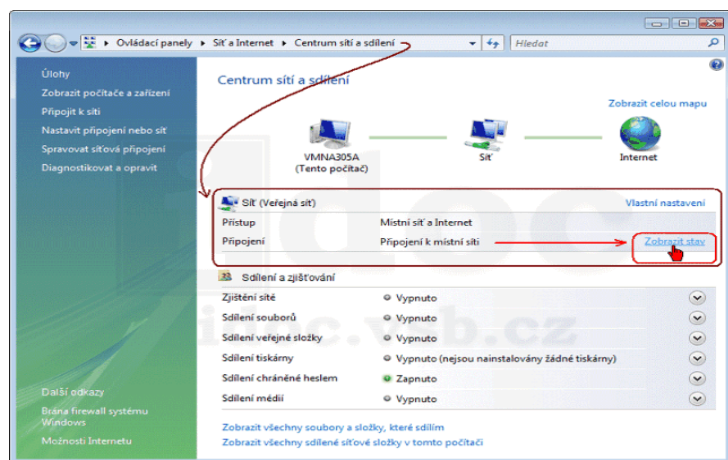 Ovládací panely ▸ Síť a Internet ▸ Centrum sítí a sdílení
Hledat
Úlohy
Zobrazit počítače a zařízení
Připojit k síti
Nastavit připojení nebo síť
Spravovat síťová připojení
Diagnostikovat a opravit
Centrum sítí a sdílení
Zobrazit celou mapu
VMNA305A
(Tento počítač)
Síť
Internet
Síť (Veřejná síť)
Vlastní nastavení
Přístup Místní síť a Internet
Připojení Připojení k místní síti Zobrazit stav
Sdílení a zjišťování
Zjištění sítě Vypnuto
Sdílení souborů Vypnuto
Sdílení veřejné složky Vypnuto
Sdílení tiskárny Vypnuto (nejsou nainstalovány žádné tiskárny)
Sdílení chráněné heslem Zapnuto
Sdílení médií Vypnuto
Zobrazit všechny soubory a složky, které sdílím
Zobrazit všechny sdílené síťové složky v tomto počítači
Další odkazy
Brána firewall systému
Windows
Možnosti Internetu
idoc
idoc.vsb.cz